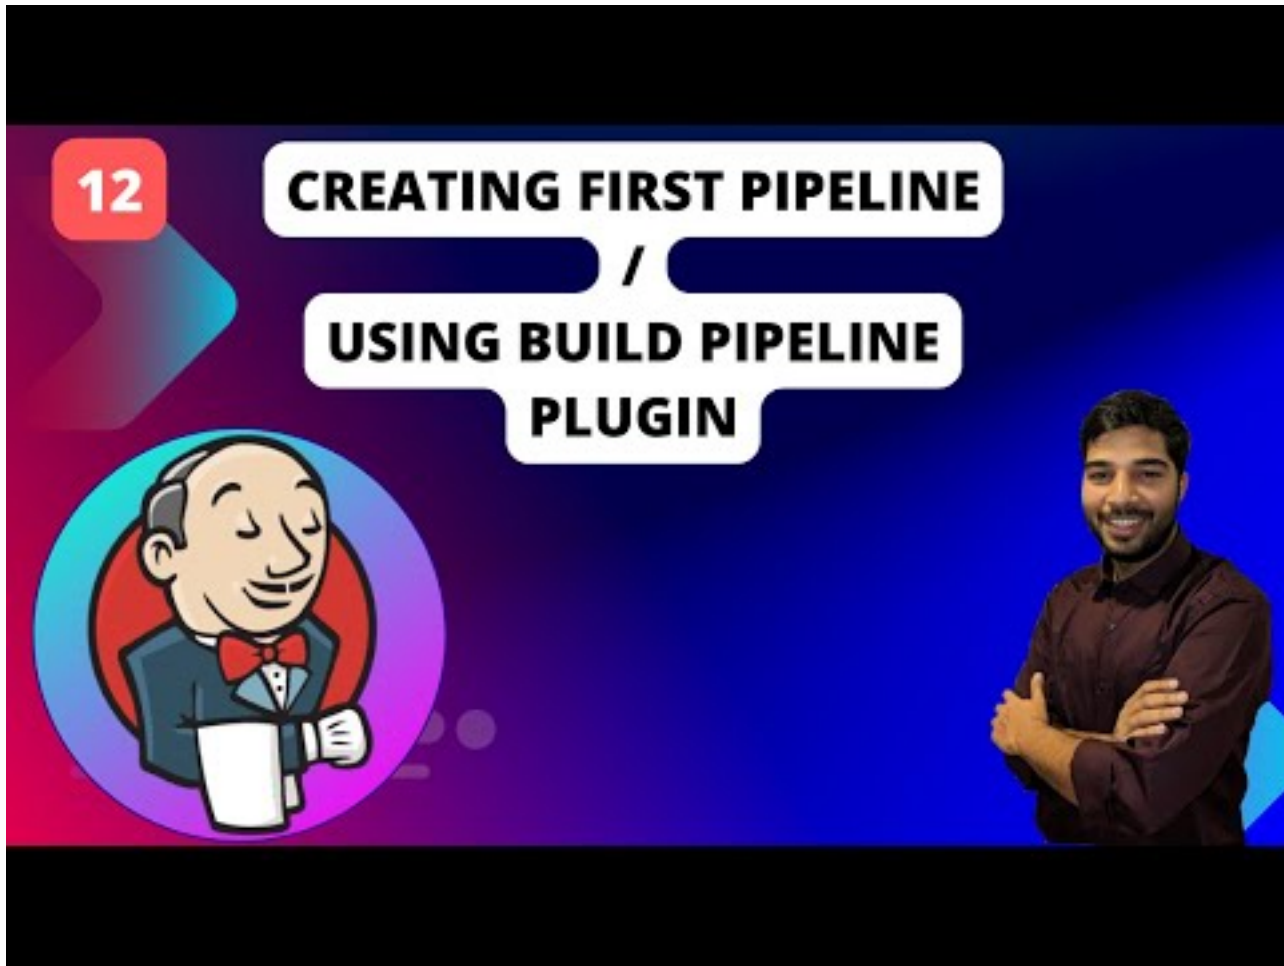 12
CREATING FIRST PIPELINE
/
USING BUILD PIPELINE
PLUGIN